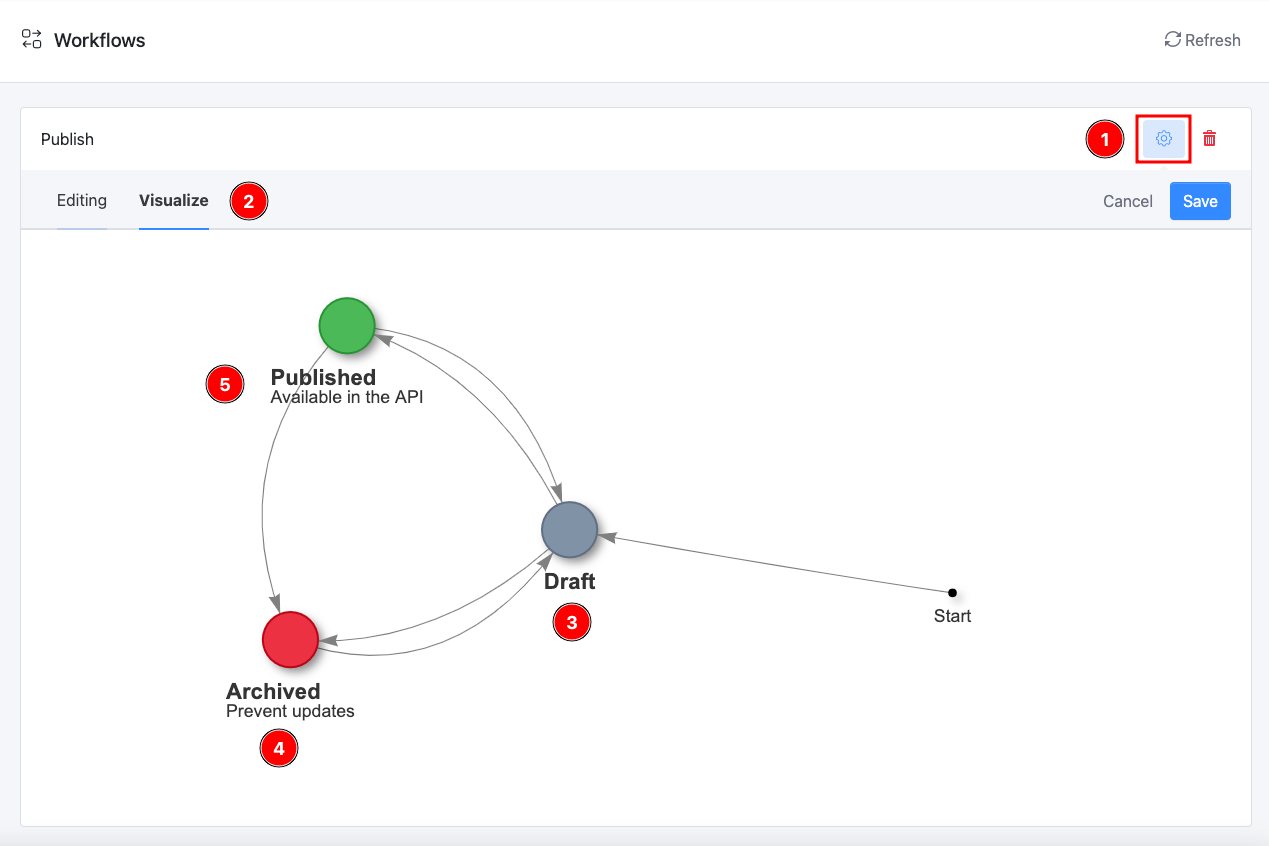 Workflows
Refresh
Publish
1
Editing
Visualize
2
Cancel
Save
5
Published
Available in the API
Draft
3
Start
Archived
Prevent updates
4